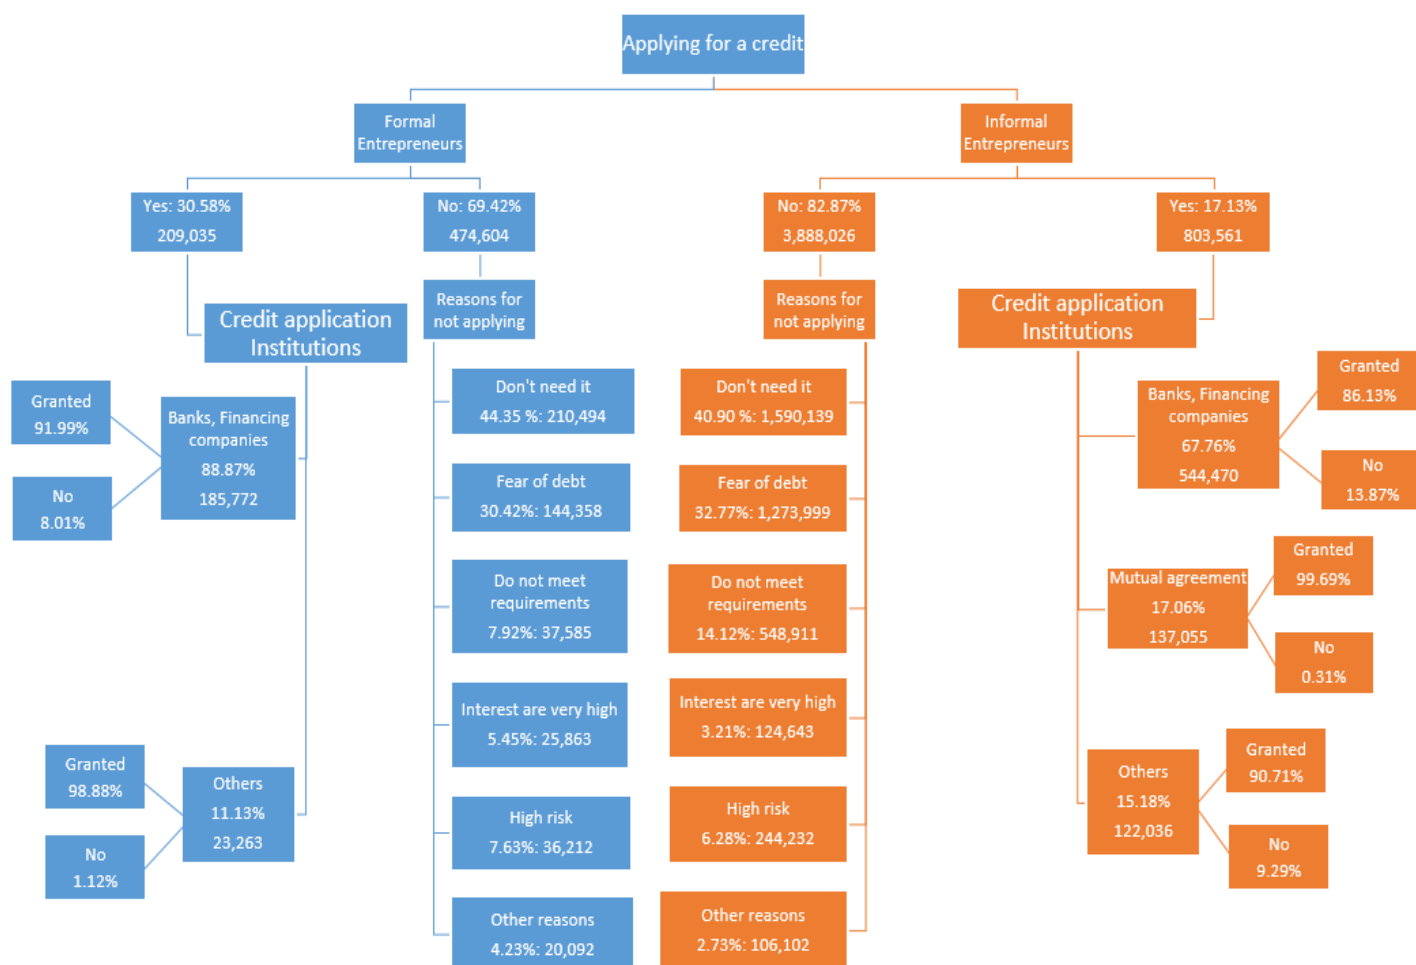 Applying for a credit
Formal
Entrepreneurs
Informal
Entrepreneurs
Yes: 30.58%
209,035
No: 69.42%
474,604
No: 82.87%
3,888,026
Yes: 17.13%
803,561
Credit application
Institutions
Reasons for
not applying
Reasons for
not applying
Credit application
Institutions
Granted
91.99%
No
8.01%
Banks, Financing
companies
88.87%
185,772
Granted
98.88%
No
1.12%
Others
11.13%
23,263
Don't need it
44.35 %: 210,494
Fear of debt
30.42%: 144,358
Do not meet
requirements
7.92%: 37,585
Interest are very high
5.45%: 25,863
High risk
7.63%: 36,212
Other reasons
4.23%: 20,092
Don't need it
40.90 %: 1,590,139
Fear of debt
32.77%: 1,273,999
Do not meet
requirements
14.12%: 548,911
Interest are very high
3.21%: 124,643
High risk
6.28%: 244,232
Other reasons
2.73%: 106,102
Banks, Financing
companies
67.76%
544,470
Granted
86.13%
No
13.87%
Mutual agreement
17.06%
137,055
Granted
99.69%
No
0.31%
Others
15.18%
122,036
Granted
90.71%
No
9.29%